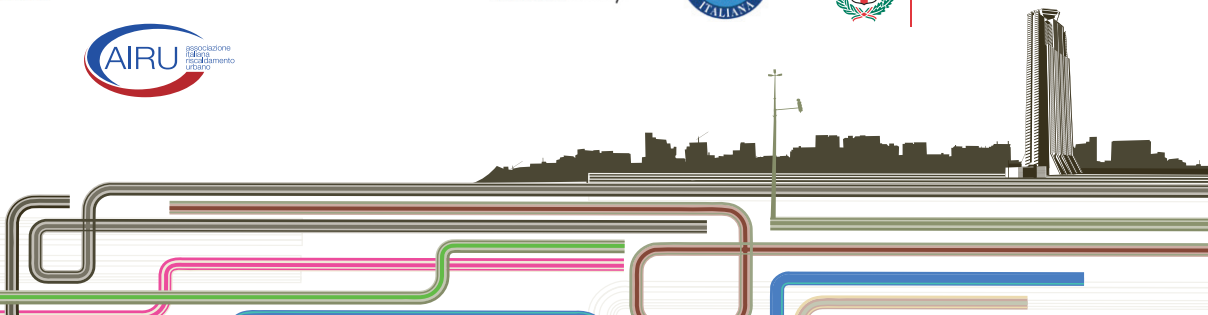 ITALIANA
AIRU
associazione
italiana
riscaldamento
urbano